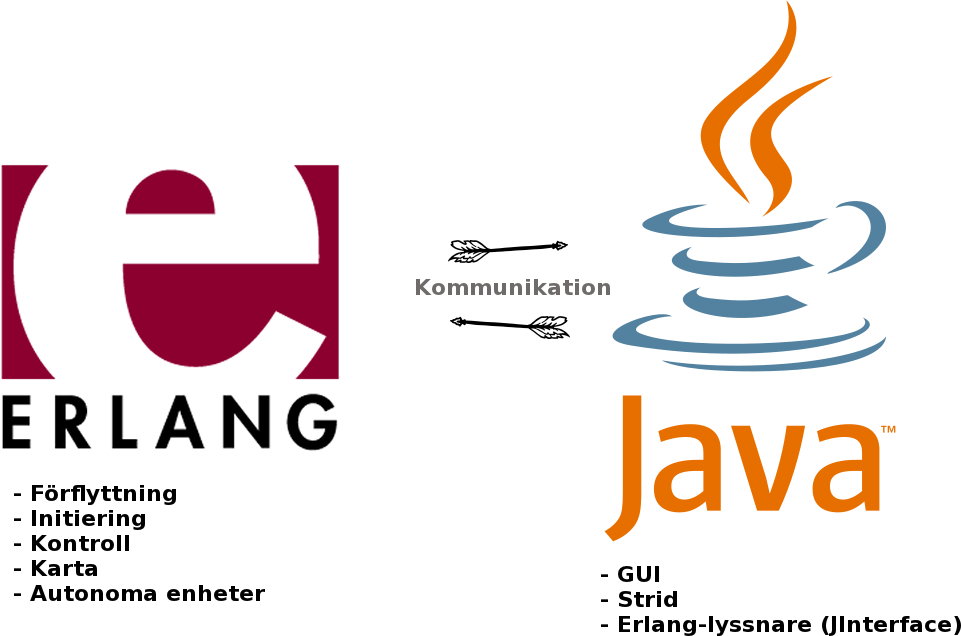 ERLANG
- Förflyttning
- Initiering
- Kontroll
- Karta
- Autonoma enheter
Kommunikation
Java™
- GUI
- Strid
- Erlang-lyssnare (JInterface)